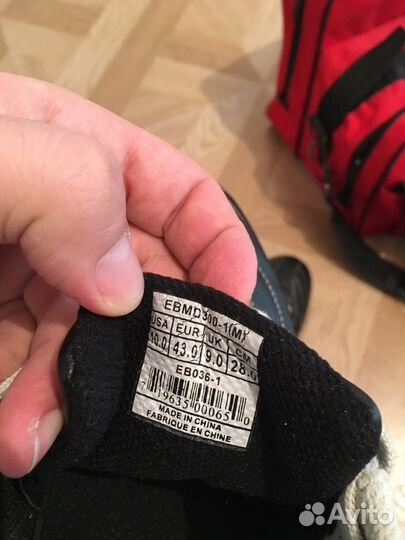 EBMD300-1(M)
USA EUR UK CM
10.0 43.0 9.0 28.0
EB036-1
7 19635 00065 0
MADE IN CHINA
FABRIQUE EN CHINE
Avito